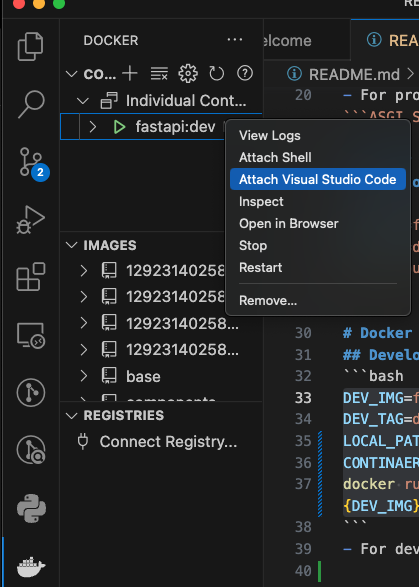 RE
DOCKER
elcome
REA
CO...
README.md >
Individual Cont...
fastapi:dev
20
- For pro
```ASGI S
View Logs
Attach Shell
Attach Visual Studio Code
Inspect
Open in Browser
Stop
Restart
Remove...
2
IMAGES
12923140258...
12923140258...
12923140258...
12923140258...
base
REGISTRIES
Connect Registry...
30
# Docker
31
## Develo
32
```bash
33
DEV_IMG=f
34
DEV_TAG=d
35
LOCAL_PAT
36
CONTINAER
37
docker ru
{DEV_IMG}
38
```
39
- For dev
40